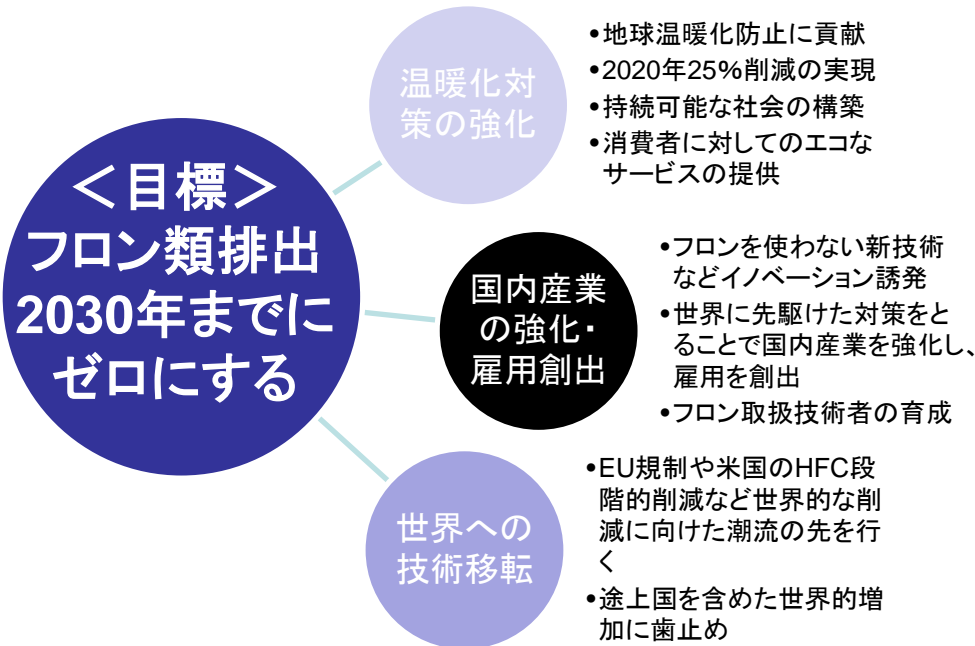 ＜目標＞
フロン類排出
2030年までに
ゼロにする
温暖化対
策の強化
•地球温暖化防止に貢献
•2020年25%削減の実現
•持続可能な社会の構築
•消費者に対してのエコな
サービスの提供
国内産業
の強化・
雇用創出
•フロンを使わない新技術
などイノベーション誘発
•世界に先駆けた対策をと
ることで国内産業を強化し、
雇用を創出
•フロン取扱技術者の育成
世界への
技術移転
•EU規制や米国のHFC段
階的削減など世界的な削
減に向けた潮流の先を行
く
•途上国を含めた世界的増
加に歯止め